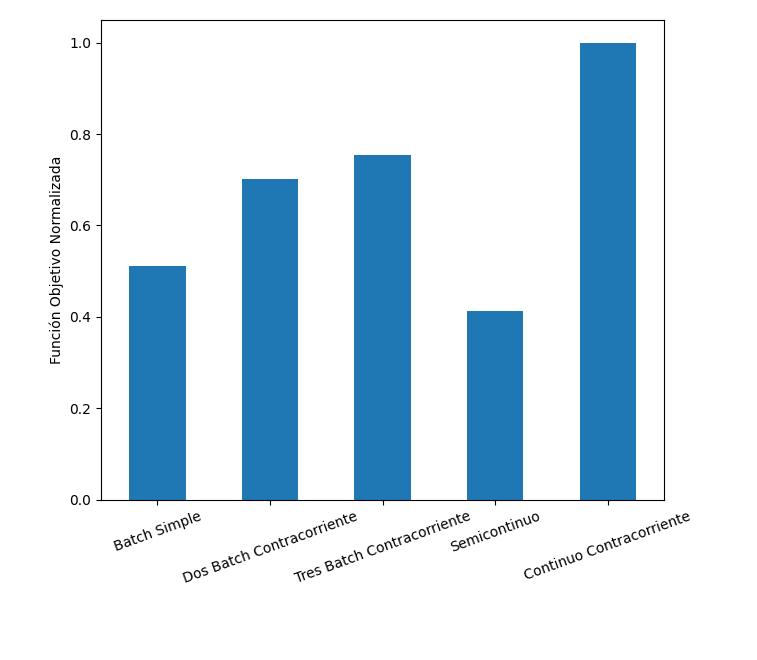 Función Objetivo Normalizada
1.0
0.8
0.6
0.4
0.2
0.0
Batch Simple
Dos Batch Contracorriente
Tres Batch Contracorriente
Semicontinuo
Continuo Contracorriente